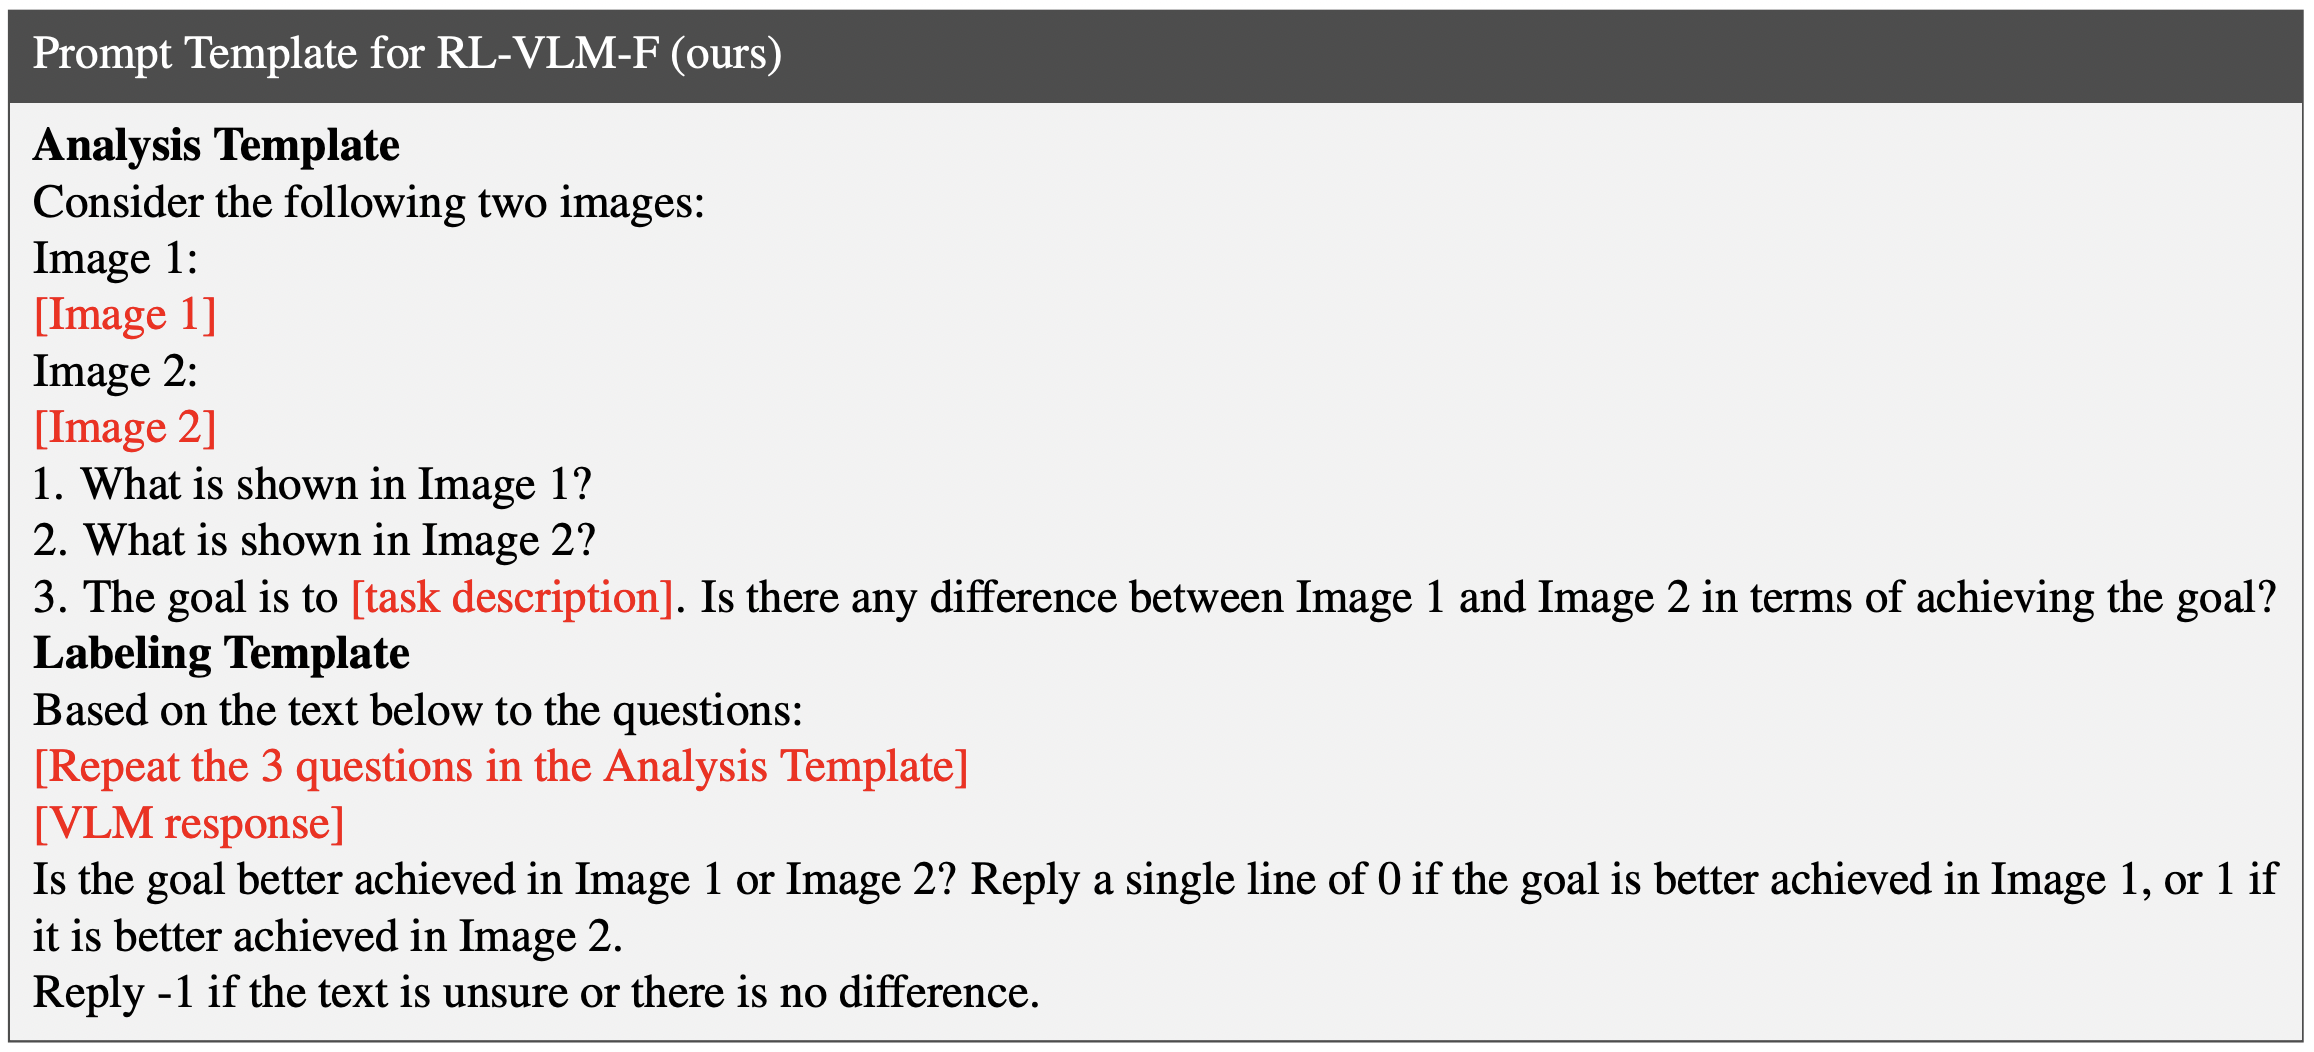 Prompt Template for RL-VLM-F (ours)
Analysis Template
Consider the following two images:
Image 1:
[Image 1]
Image 2:
[Image 2]
1. What is shown in Image 1?
2. What is shown in Image 2?
3. The goal is to [task description]. Is there any difference between Image 1 and Image 2 in terms of achieving the goal?
Labeling Template
Based on the text below to the questions:
[Repeat the 3 questions in the Analysis Template]
[VLM response]
Is the goal better achieved in Image 1 or Image 2? Reply a single line of 0 if the goal is better achieved in Image 1, or 1 if
it is better achieved in Image 2.
Reply -1 if the text is unsure or there is no difference.